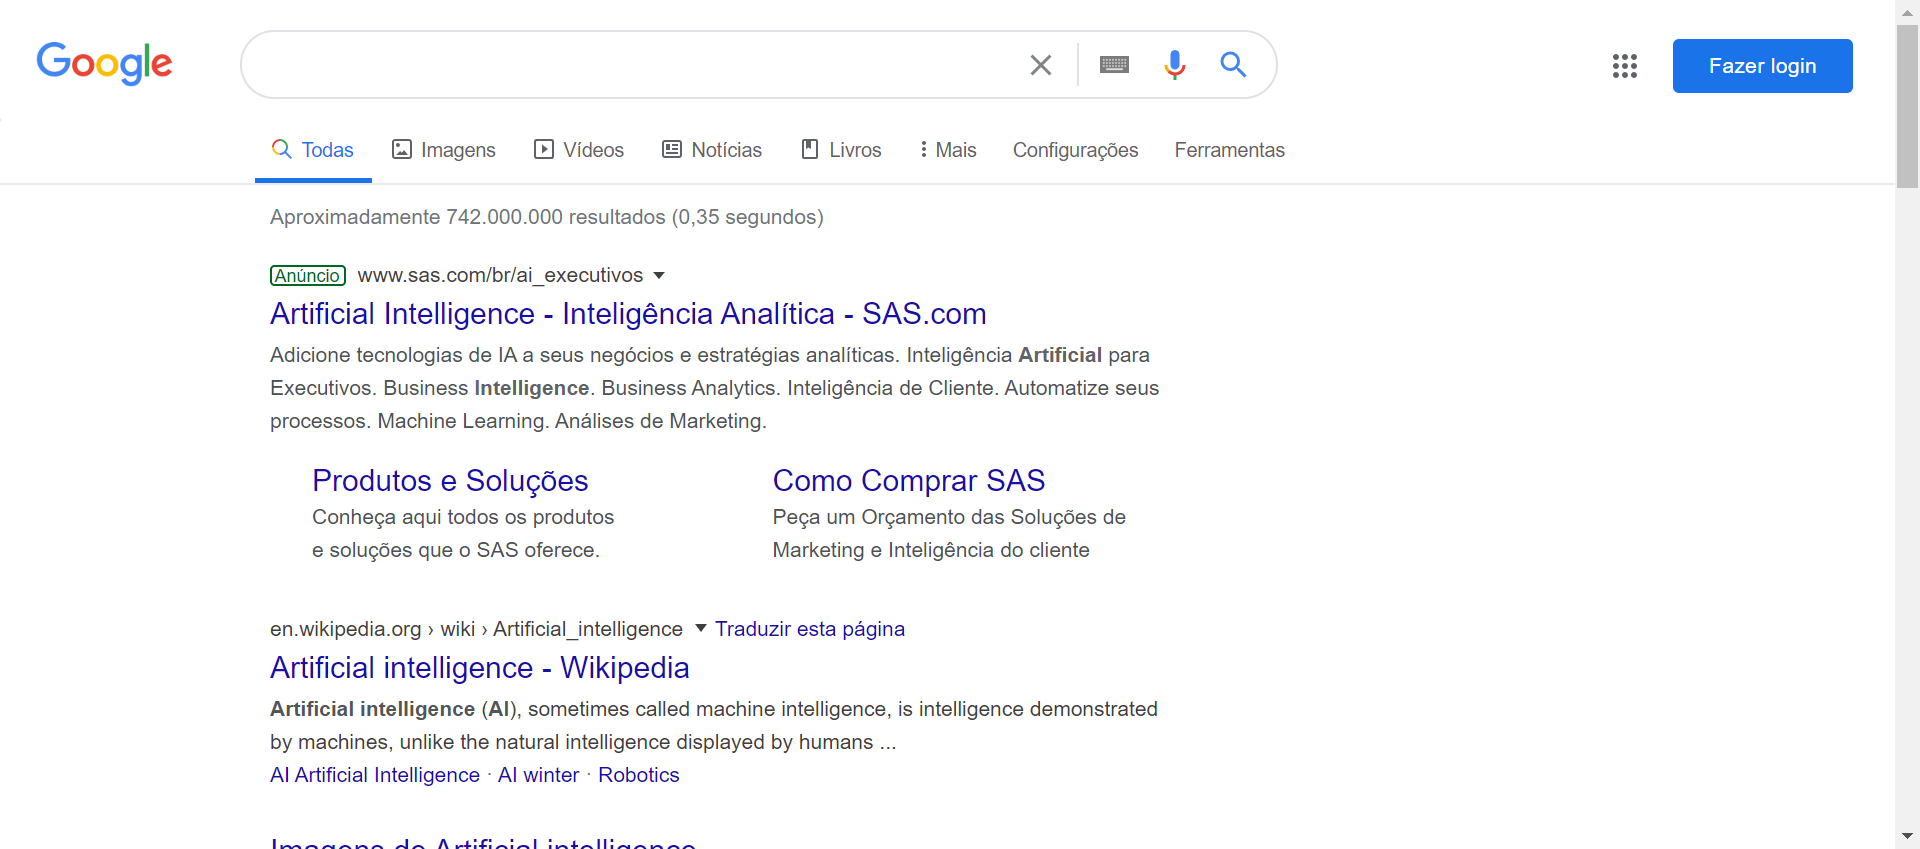 Google
Fazer login
Todas Imagens Vídeos Notícias Livros Mais Configurações Ferramentas
Aproximadamente 742.000.000 resultados (0,35 segundos)
Anúncio www.sas.com/br/ai_executivos
Artificial Intelligence - Inteligência Analítica - SAS.com
Adicione tecnologias de IA a seus negócios e estratégias analíticas. Inteligência Artificial para
Executivos. Business Intelligence. Business Analytics. Inteligência de Cliente. Automatize seus
processos. Machine Learning. Análises de Marketing.
Produtos e Soluções
Conheça aqui todos os produtos
e soluções que o SAS oferece.
Como Comprar SAS
Peça um Orçamento das Soluções de
Marketing e Inteligência do cliente
en.wikipedia.org › wiki › Artificial_intelligence Traduzir esta página
Artificial intelligence - Wikipedia
Artificial intelligence (AI), sometimes called machine intelligence, is intelligence demonstrated
by machines, unlike the natural intelligence displayed by humans ...
AI Artificial Intelligence · AI winter · Robotics
Imagens de Artificial intelligence